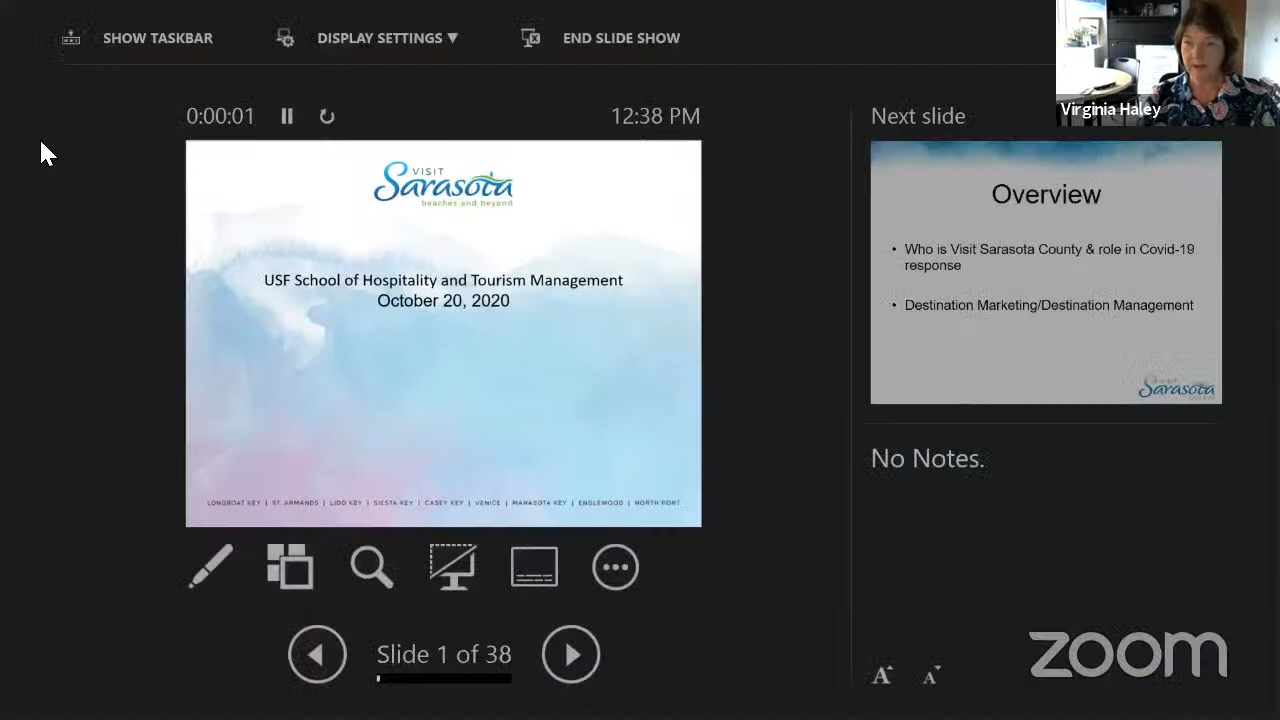 SHOW TASKBAR
DISPLAY SETTINGS ▼
END SLIDE SHOW
Virginia Haley
0:00:01
12:38 PM
VISIT
Sarasota
beaches and beyond
USF School of Hospitality and Tourism Management
October 20, 2020
LONGBOAT KEY | ST. ARMANDS | LIDO KEY | SIESTA KEY | CASEY KEY | VENICE | MANASOTA KEY | ENGLEWOOD | NORTH PORT
Slide 1 of 38
Next slide
Overview
• Who is Visit Sarasota County & role in Covid-19
response
• Destination Marketing/Destination Management
Sarasota
No Notes.
A A
zoom